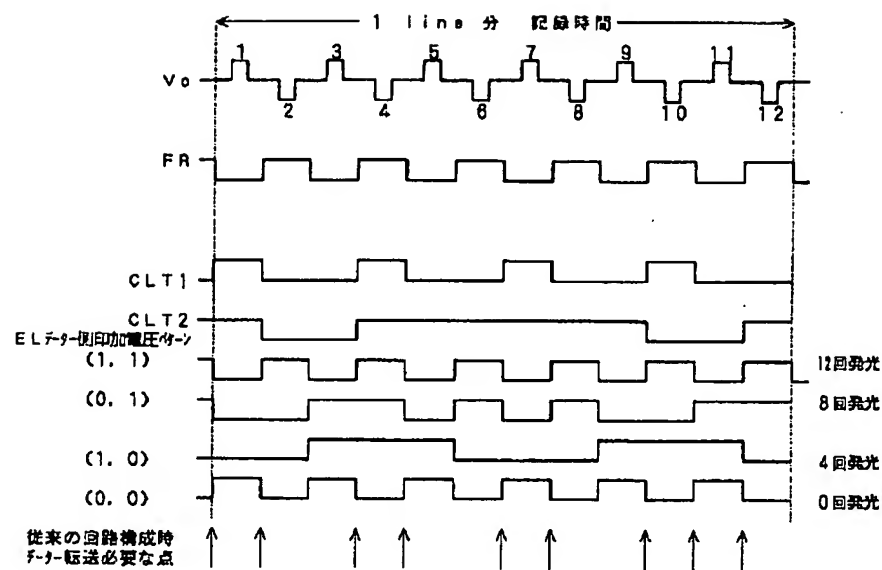 1 line 分 記録時間
1 3 5 7 9 11
Vo
2 4 6 8 10 12
FR
CLT1
CLT2
ELデーター側印加電圧パターン
(1, 1) 12回発光
(0, 1) 8回発光
(1, 0) 4回発光
(0, 0) 0回発光
従来の回路構成時
データー転送必要な点